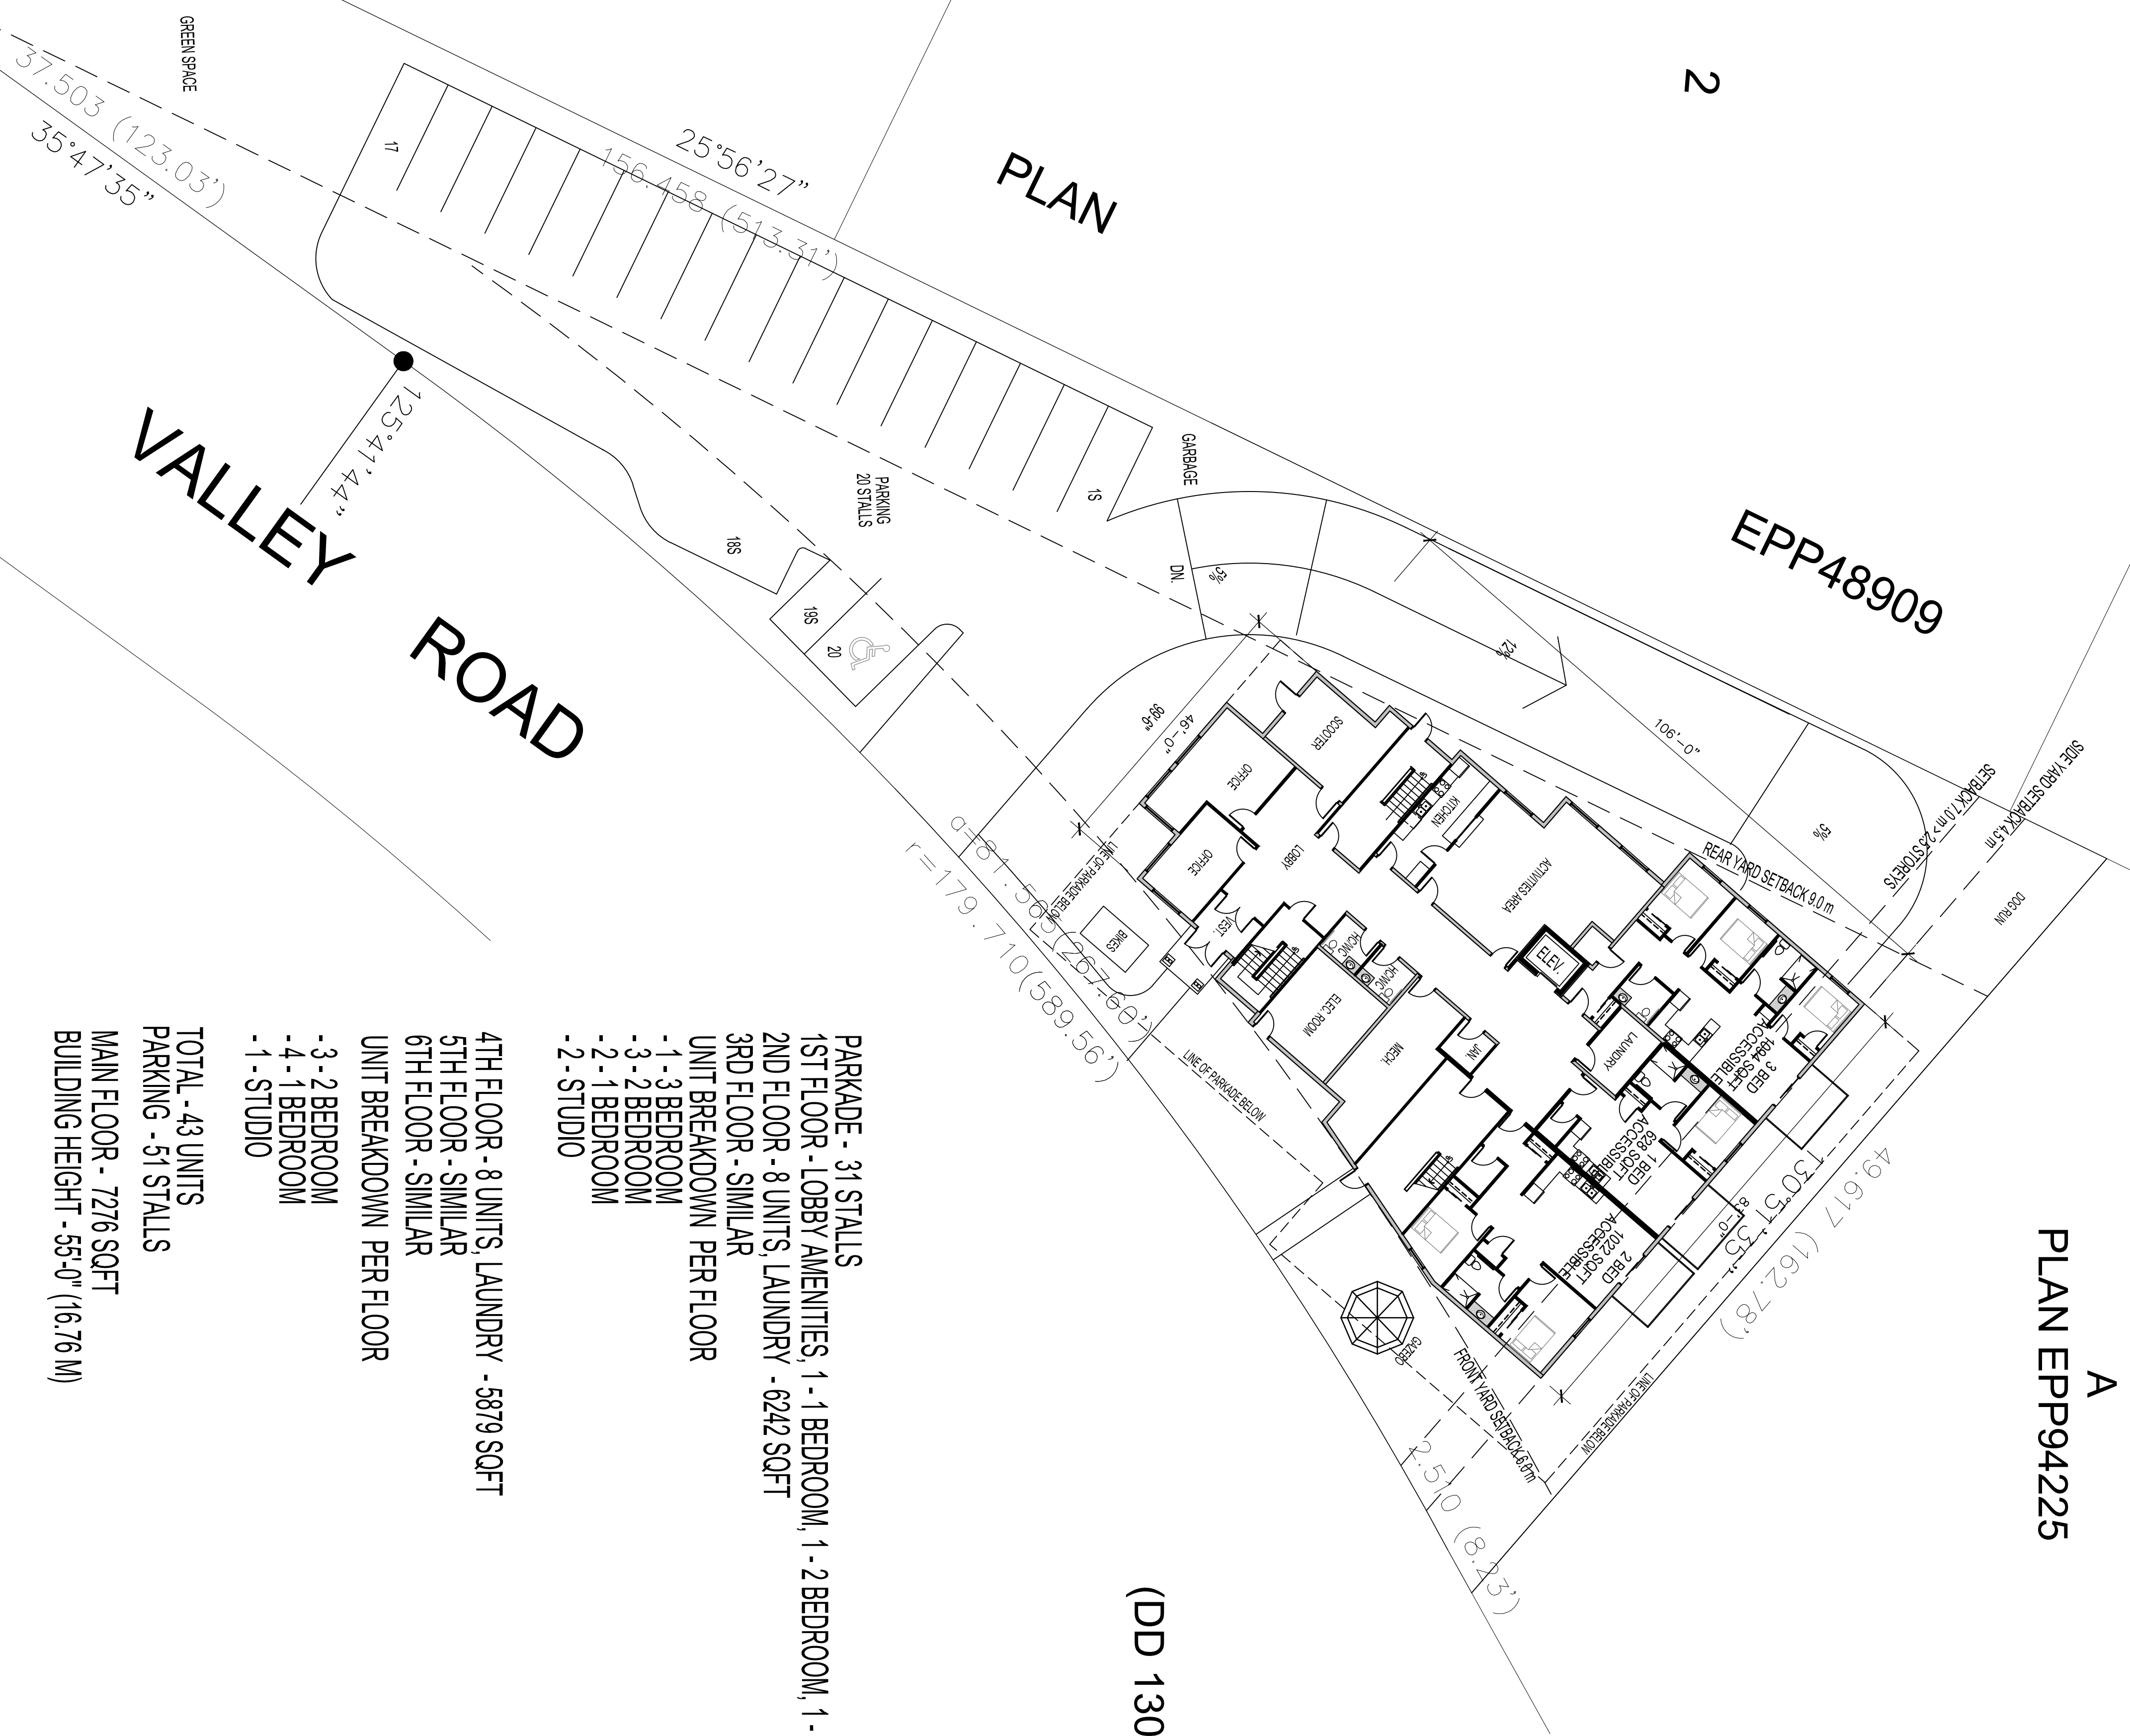 2
PLAN
EPP48909
A
PLAN EPP94225
(DD 130
VALLEY
ROAD
GREEN SPACE
37.503 (123.03')
35°47'35"
25°56'27"
156.458 (513.31')
125°41'44"
17
1S
18S
19S
20
PARKING
20 STALLS
GARBAGE
DN.
5%
12%
5%
106'-0"
99'-6"
46'-0"
SIDE YARD SETBACK 4.5 m
SETBACK 7.0 m > 2.5 STOREYS
REAR YARD SETBACK 9.0 m
DOG RUN
SCOOTER
OFFICE
OFFICE
LOBBY
KITCHEN
ACTIVITIES AREA
VEST.
BIKES
ELEV.
HC/WC
HC/WC
ELEC. ROOM
MECH.
JAN.
LAUNDRY
3 BED
1094 SQFT
ACCESSIBLE
1 BED
628 SQFT
ACCESSIBLE
2 BED
1022 SQFT
ACCESSIBLE
LINE OF PARKADE BELOW
LINE OF PARKADE BELOW
LINE OF PARKADE BELOW
a=81.565 (267.60')
r=179.710(589.56')
130°51'35"
49.617 (162.78')
GAZEBO
FRONT YARD SETBACK 6.0 m
2.510 (8.23')
PARKADE - 31 STALLS
1ST FLOOR - LOBBY AMENITIES, 1 - 1 BEDROOM, 1 - 2 BEDROOM, 1 -
2ND FLOOR - 8 UNITS, LAUNDRY - 6242 SQFT
3RD FLOOR - SIMILAR
UNIT BREAKDOWN PER FLOOR
- 1 - 3 BEDROOM
- 3 - 2 BEDROOM
- 2 - 1 BEDROOM
- 2 - STUDIO
4TH FLOOR - 8 UNITS, LAUNDRY - 5879 SQFT
5TH FLOOR - SIMILAR
6TH FLOOR - SIMILAR
UNIT BREAKDOWN PER FLOOR
- 3 - 2 BEDROOM
- 4 - 1 BEDROOM
- 1 - STUDIO
TOTAL - 43 UNITS
PARKING - 51 STALLS
MAIN FLOOR - 7276 SQFT
BUILDING HEIGHT - 55'-0" (16.76 M)